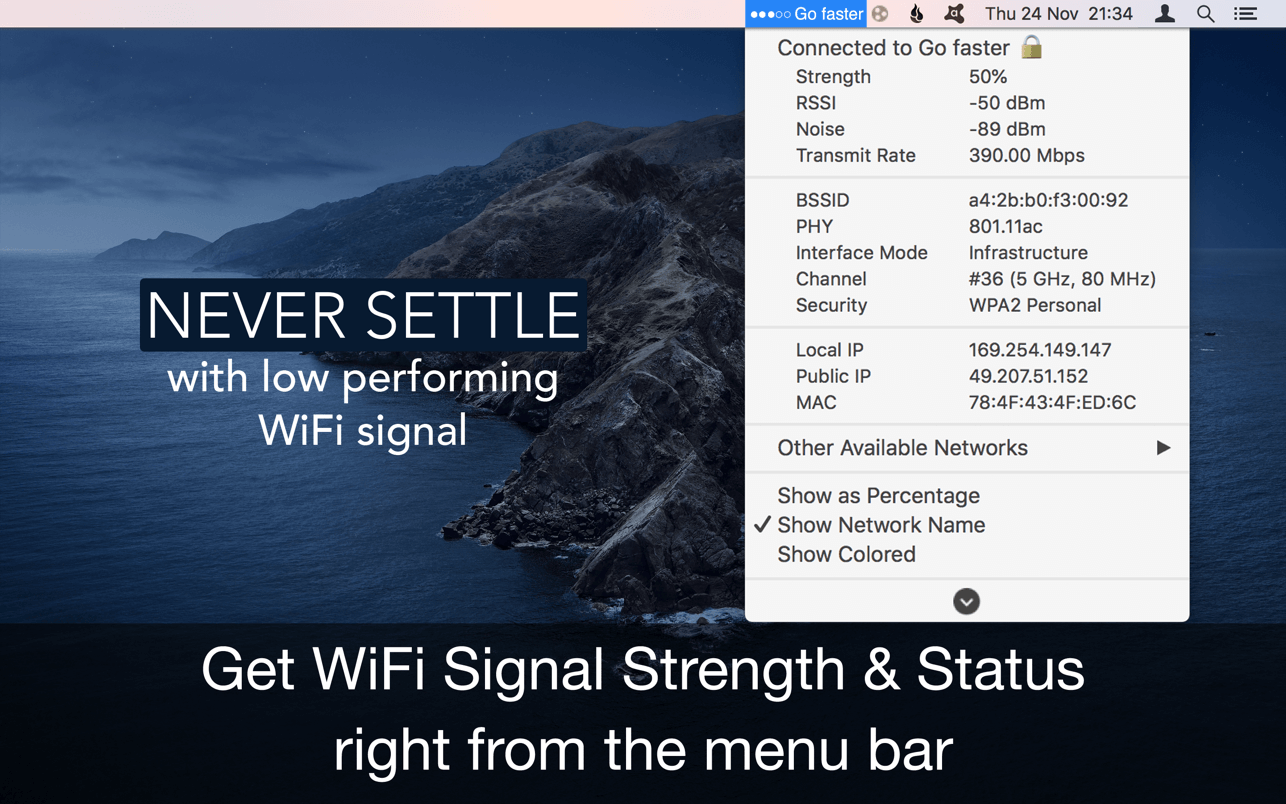 Go faster
Thu 24 Nov 21:34
Connected to Go faster
Strength 50%
RSSI -50 dBm
Noise -89 dBm
Transmit Rate 390.00 Mbps
BSSID a4:2b:b0:f3:00:92
PHY 801.11ac
Interface Mode Infrastructure
Channel #36 (5 GHz, 80 MHz)
Security WPA2 Personal
Local IP 169.254.149.147
Public IP 49.207.51.152
MAC 78:4F:43:4F:ED:6C
Other Available Networks
Show as Percentage
Show Network Name
Show Colored
NEVER SETTLE
with low performing
WiFi signal
Get WiFi Signal Strength & Status
right from the menu bar